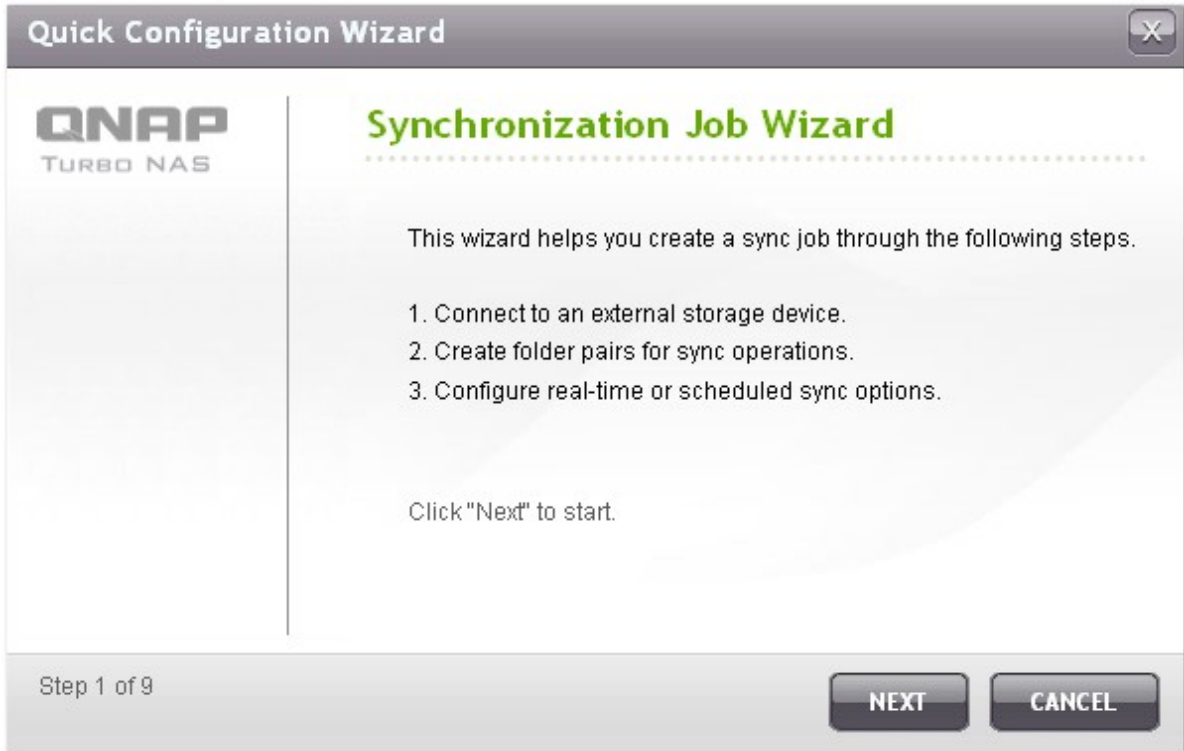 Quick Configuration Wizard
X
QNAP
TURBO NAS
Synchronization Job Wizard
This wizard helps you create a sync job through the following steps.
1. Connect to an external storage device.
2. Create folder pairs for sync operations.
3. Configure real-time or scheduled sync options.
Click "Next" to start.
Step 1 of 9
NEXT
CANCEL